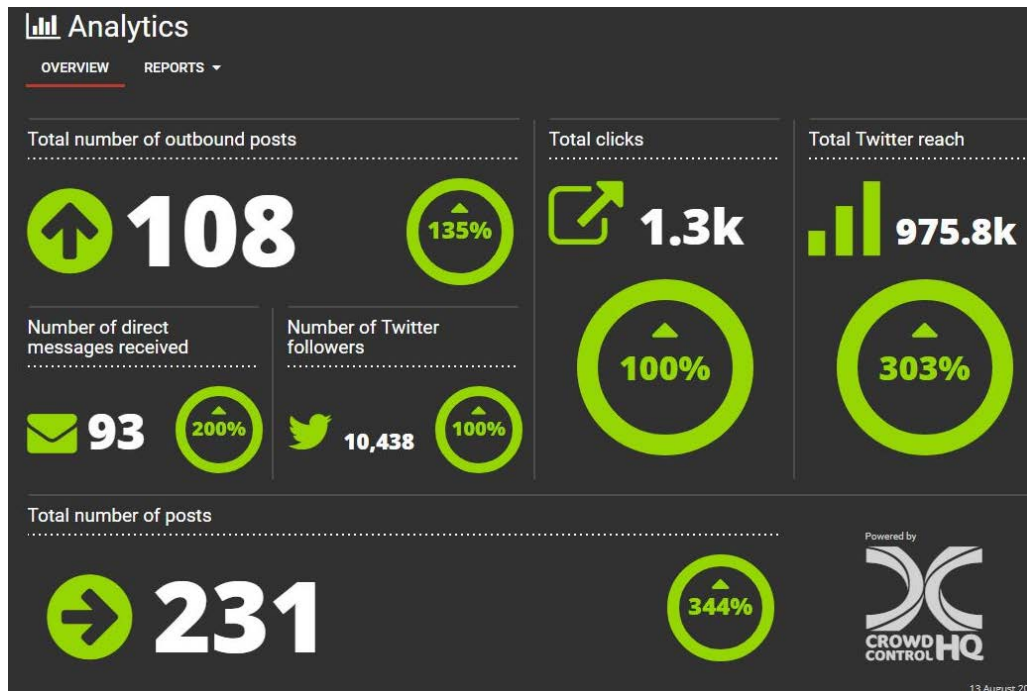 Analytics
OVERVIEW REPORTS
Total number of outbound posts
108
135%
Total clicks
1.3k
100%
Total Twitter reach
975.8k
303%
Number of direct
messages received
93
200%
Number of Twitter
followers
10,438
100%
Total number of posts
231
344%
Powered by
CROWD
CONTROL HQ
13 August 20